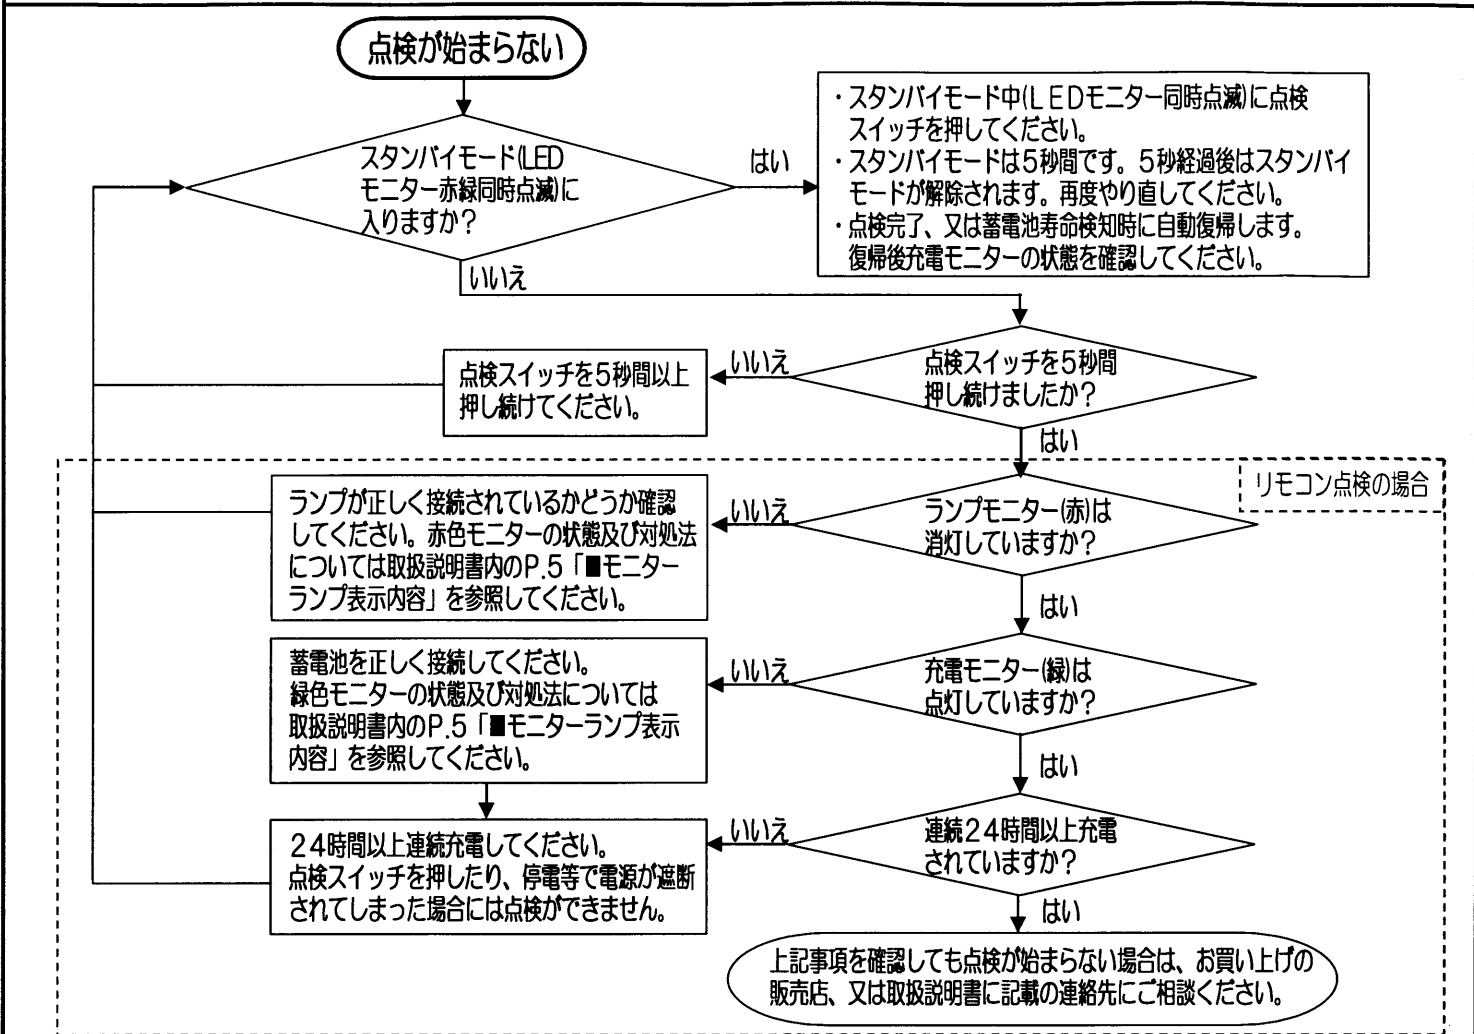 点検が始まらない
スタンバイモード(LED
モニター赤緑同時点滅)に
入りますか？
はい
・スタンバイモード中(ＬＥＤモニター同時点滅)に点検
スイッチを押してください。
・スタンバイモードは５秒間です。５秒経過後はスタンバイ
モードが解除されます。再度やり直してください。
・点検完了、又は蓄電池寿命検知時に自動復帰します。
復帰後充電モニターの状態を確認してください。
いいえ
点検スイッチを５秒間
押し続けましたか？
いいえ
点検スイッチを５秒間以上
押し続けてください。
はい
リモコン点検の場合
ランプモニター(赤)は
消灯していますか？
いいえ
ランプが正しく接続されているかどうか確認
してください。赤色モニターの状態及び対処法
については取扱説明書内のＰ.５「■モニター
ランプ表示内容」を参照してください。
はい
充電モニター(緑)は
点灯していますか？
いいえ
蓄電池を正しく接続してください。
緑色モニターの状態及び対処法については
取扱説明書内のＰ.５「■モニターランプ表示
内容」を参照してください。
はい
連続２４時間以上充電
されていますか？
いいえ
２４時間以上連続充電してください。
点検スイッチを押したり、停電等で電源が遮断
されてしまった場合には点検ができません。
はい
上記事項を確認しても点検が始まらない場合は、お買い上げの
販売店、又は取扱説明書に記載の連絡先にご相談ください。